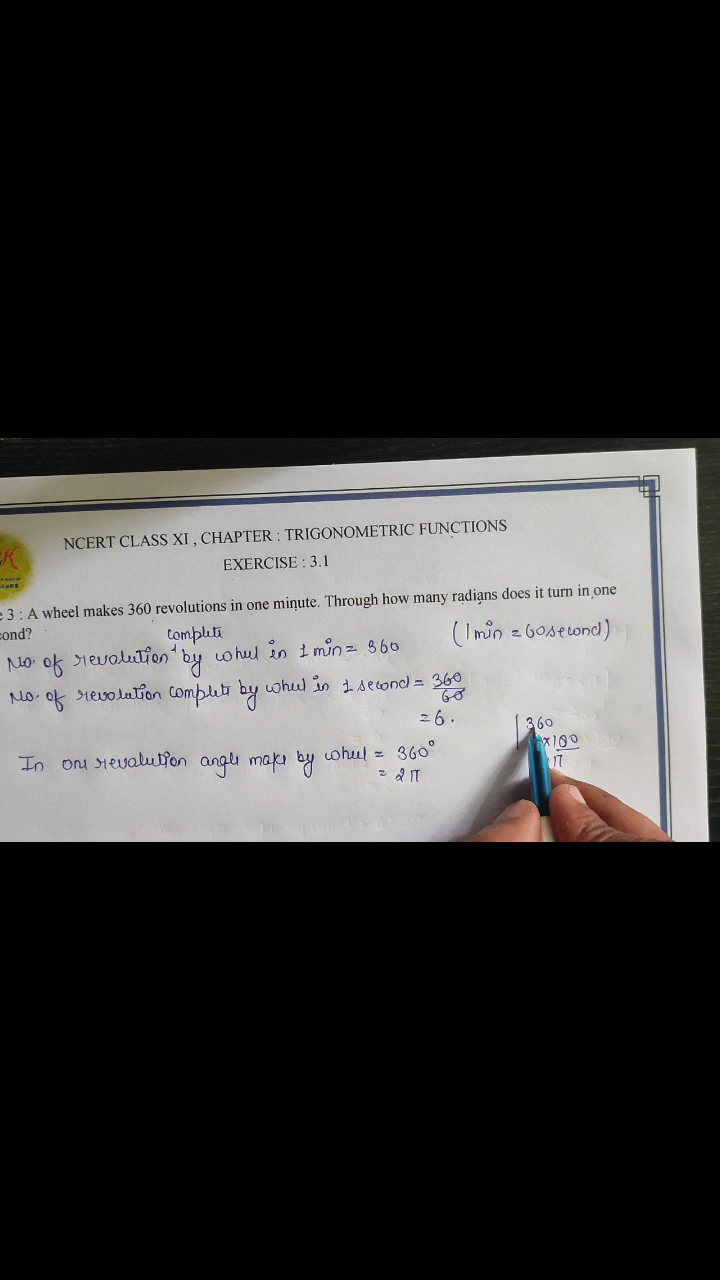 NCERT CLASS XI , CHAPTER : TRIGONOMETRIC FUNCTIONS
EXERCISE : 3.1
3 : A wheel makes 360 revolutions in one minute. Through how many radians does it turn in one
ond?
complete
No. of revolution by wheel in 1 min = 360 (1 min = 60 second)
No. of revolution complete by wheel in 1 second = 360/60
= 6.
In one revolution angle make by wheel = 360°
= 2π
360
×180
π